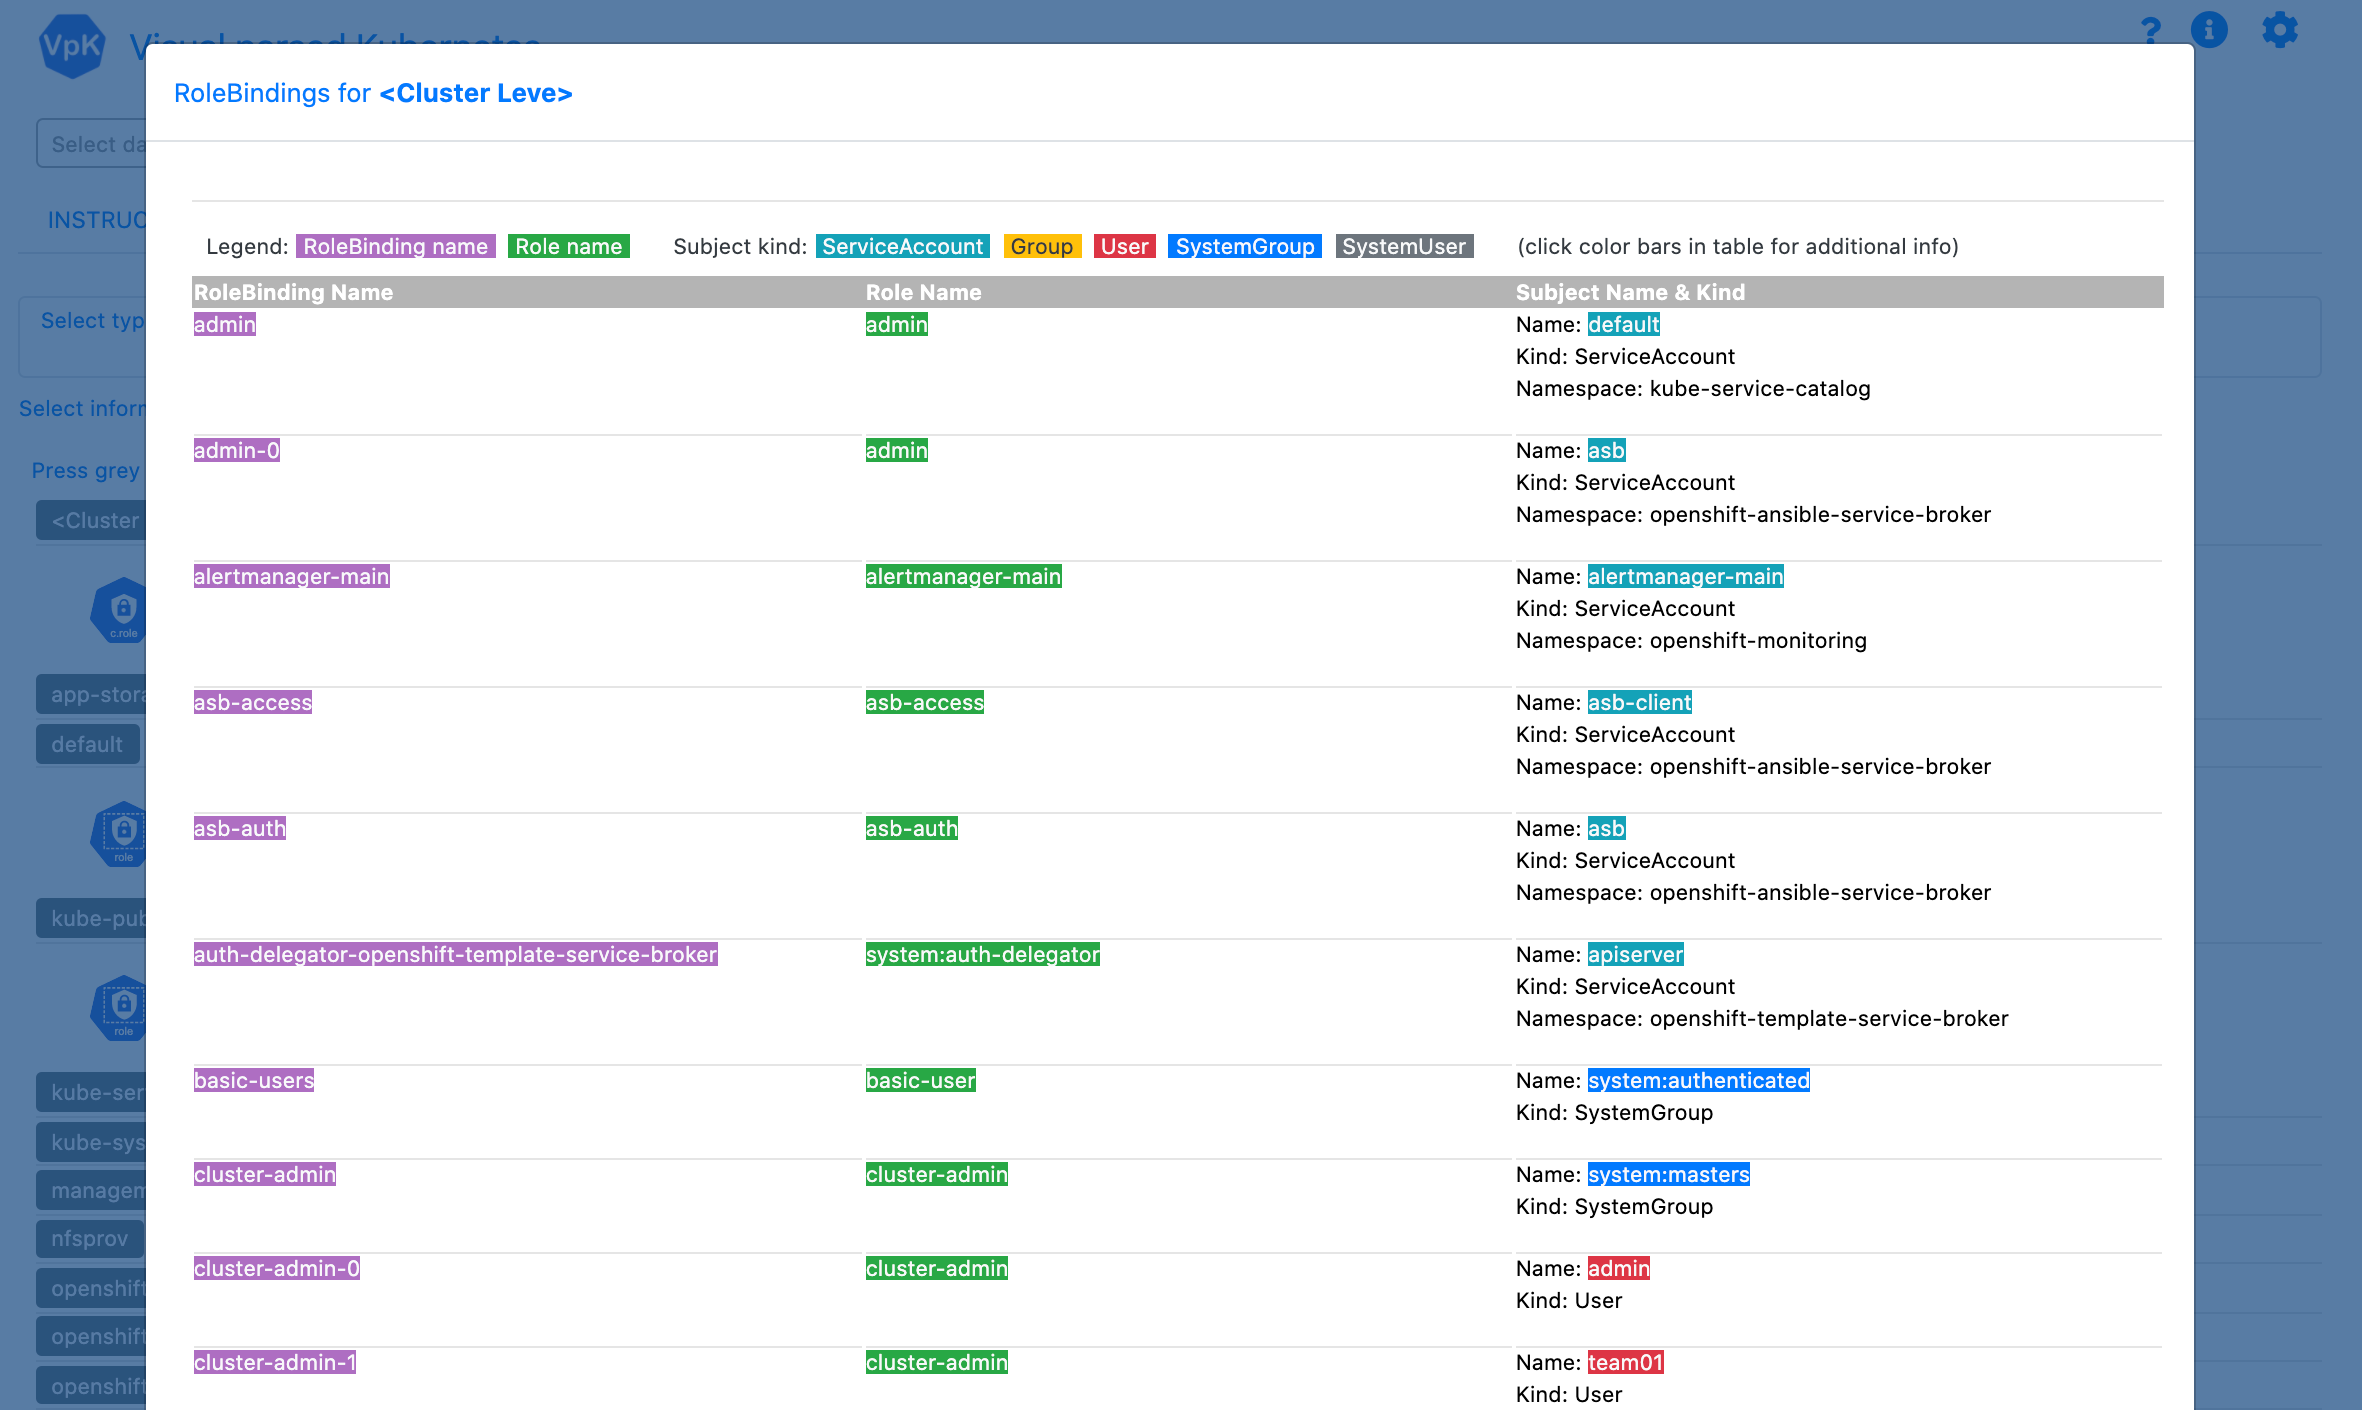 VpK Visual parsed Kubernetes ?
RoleBindings for <Cluster Leve>
Select da
INSTRUC
Legend: RoleBinding name Role name Subject kind: ServiceAccount Group User SystemGroup SystemUser (click color bars in table for additional info)
RoleBinding Name Role Name Subject Name & Kind
admin admin Name: default
Kind: ServiceAccount
Namespace: kube-service-catalog
admin-0 admin Name: asb
Kind: ServiceAccount
Namespace: openshift-ansible-service-broker
alertmanager-main alertmanager-main Name: alertmanager-main
Kind: ServiceAccount
Namespace: openshift-monitoring
asb-access asb-access Name: asb-client
Kind: ServiceAccount
Namespace: openshift-ansible-service-broker
asb-auth asb-auth Name: asb
Kind: ServiceAccount
Namespace: openshift-ansible-service-broker
auth-delegator-openshift-template-service-broker system:auth-delegator Name: apiserver
Kind: ServiceAccount
Namespace: openshift-template-service-broker
basic-users basic-user Name: system:authenticated
Kind: SystemGroup
cluster-admin cluster-admin Name: system:masters
Kind: SystemGroup
cluster-admin-0 cluster-admin Name: admin
Kind: User
cluster-admin-1 cluster-admin Name: team01
Kind: User
Select typ
Select inforn
Press grey
<Cluster
c.role
app-stora
default
role
kube-pub
role
kube-ser
kube-sys
managem
nfsprov
openshift
openshift
openshift